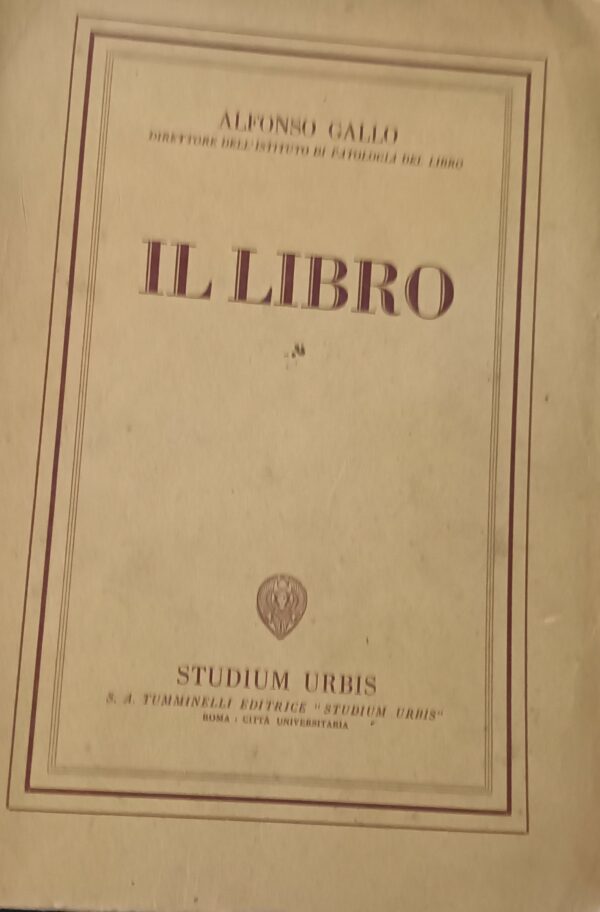 ALFONSO GALLO
DIRETTORE DELL'ISTITUTO DI PATOLOGIA DEL LIBRO
IL LIBRO
STUDIUM URBIS
S. A. TUMMINELLI EDITRICE "STUDIUM URBIS"
ROMA : CITTÀ UNIVERSITARIA